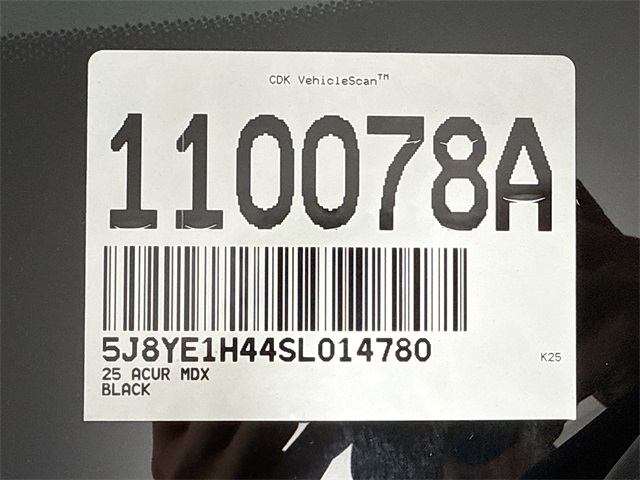 CDK VehicleScan™
110078A
5J8YE1H44SL014780
K25
25 ACUR MDX
BLACK